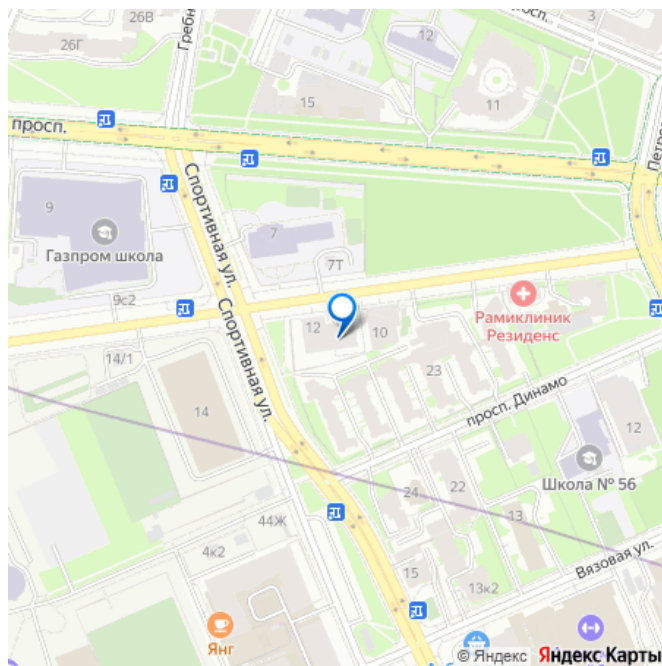 26В
26Г
Гребн
12
просп.
3
15
11
просп.
Петро
9
Газпром школа
Спортивная ул.
7
7Т
9с2
Рамиклиник
Резиденс
12
10
14/1
Спортивная ул.
23
14
просп. Динамо
12
Школа № 56
24
22
44Ж
13
4к2
15
13к2
Вязовая ул.
Янг
© Яндекс Яндекс Карты